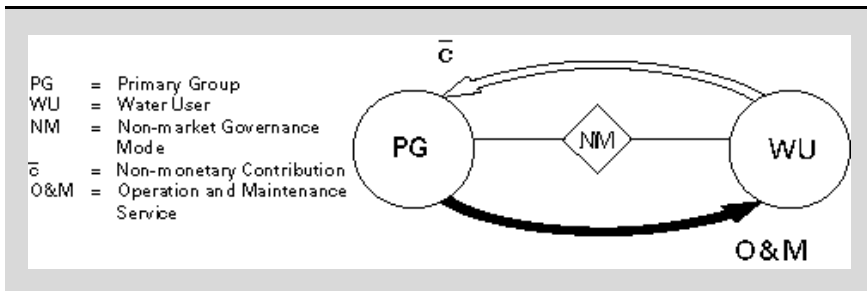 c̅
PG = Primary Group
WU = Water User
NM = Non-market Governance
Mode
c̅ = Non-monetary Contribution
O&M = Operation and Maintenance
Service
PG
NM
WU
O&M